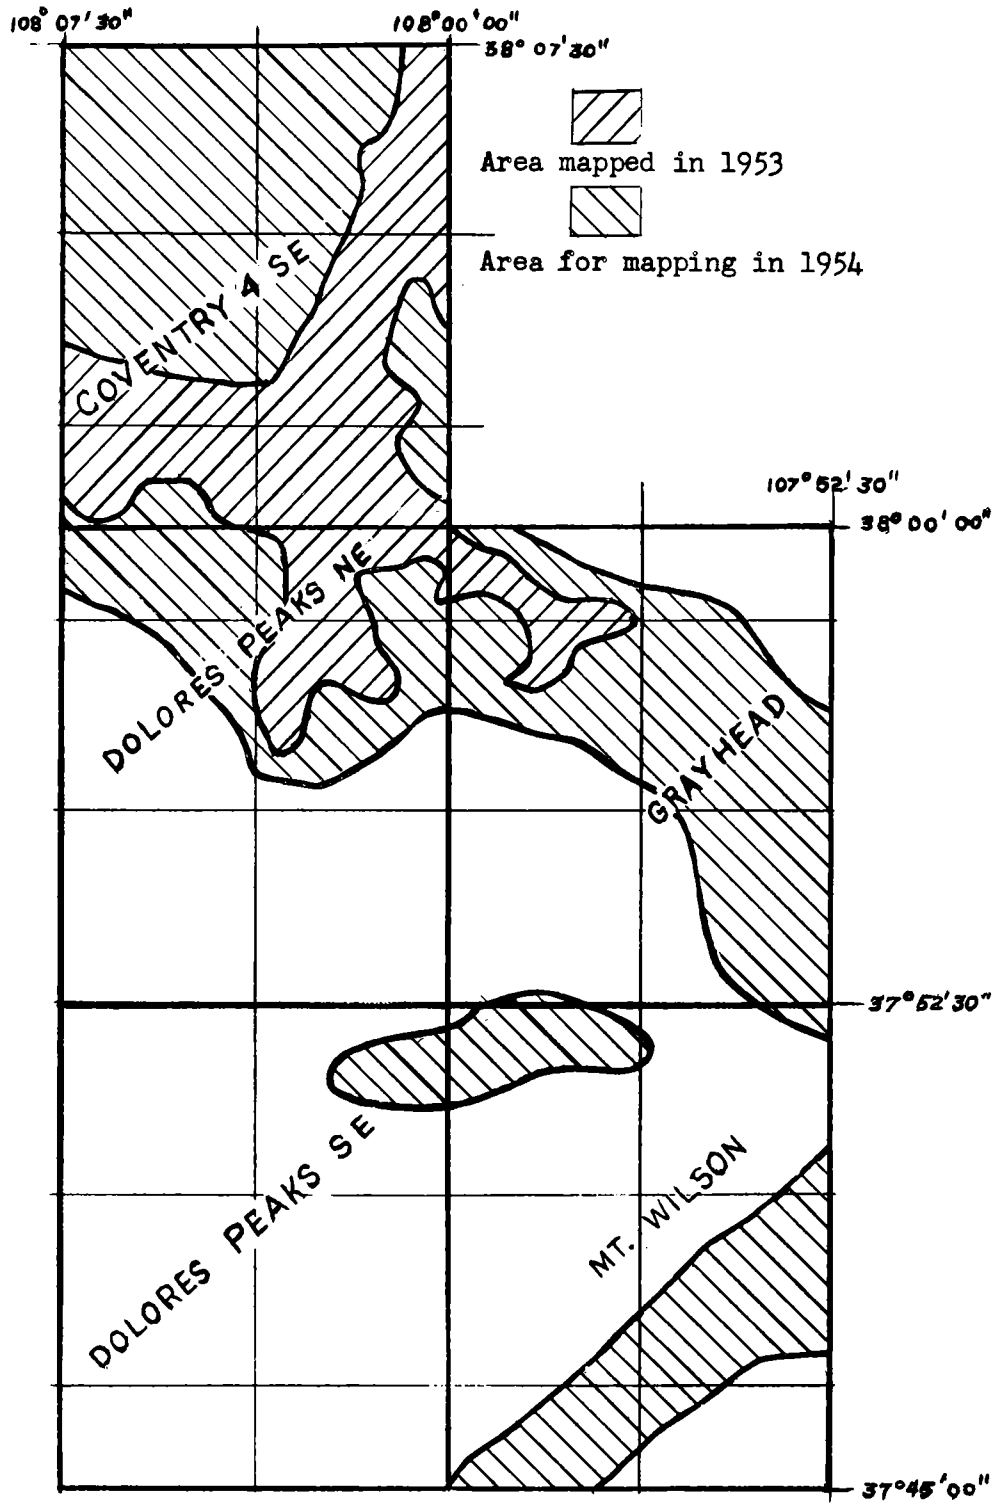 108° 07' 30"
108° 00' 00"
38° 07' 30"
Area mapped in 1953
Area for mapping in 1954
COVENTRY 4 SE
107° 52' 30"
38° 00' 00"
DOLORES PEAKS NE
GRAYHEAD
37° 52' 30"
DOLORES PEAKS SE
MT. WILSON
37° 45' 00"